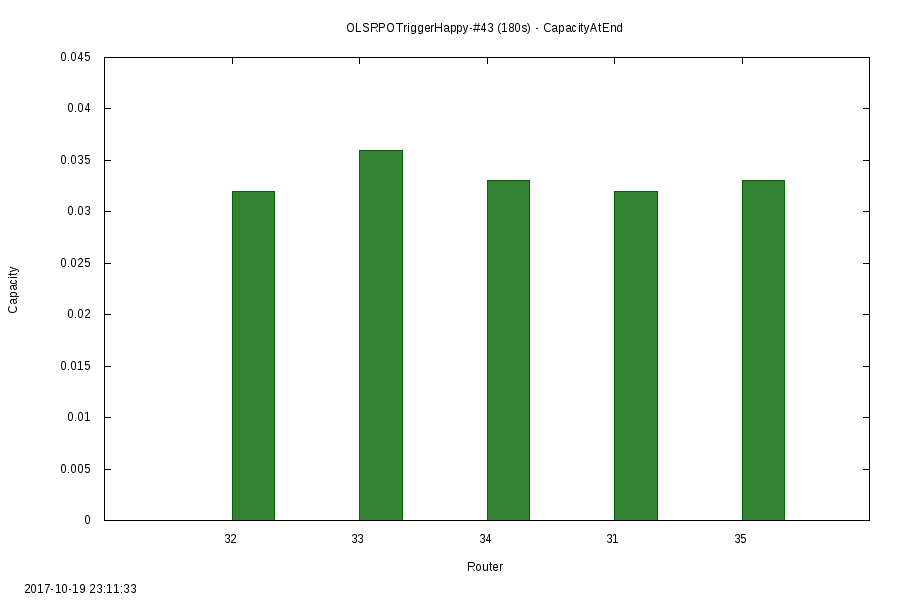 OLSRPOTriggerHappy-#43 (180s) - CapacityAtEnd
0.045
0.04
0.035
0.03
0.025
0.02
0.015
0.01
0.005
0
Capacity
32 33 34 31 35
Router
2017-10-19 23:11:33